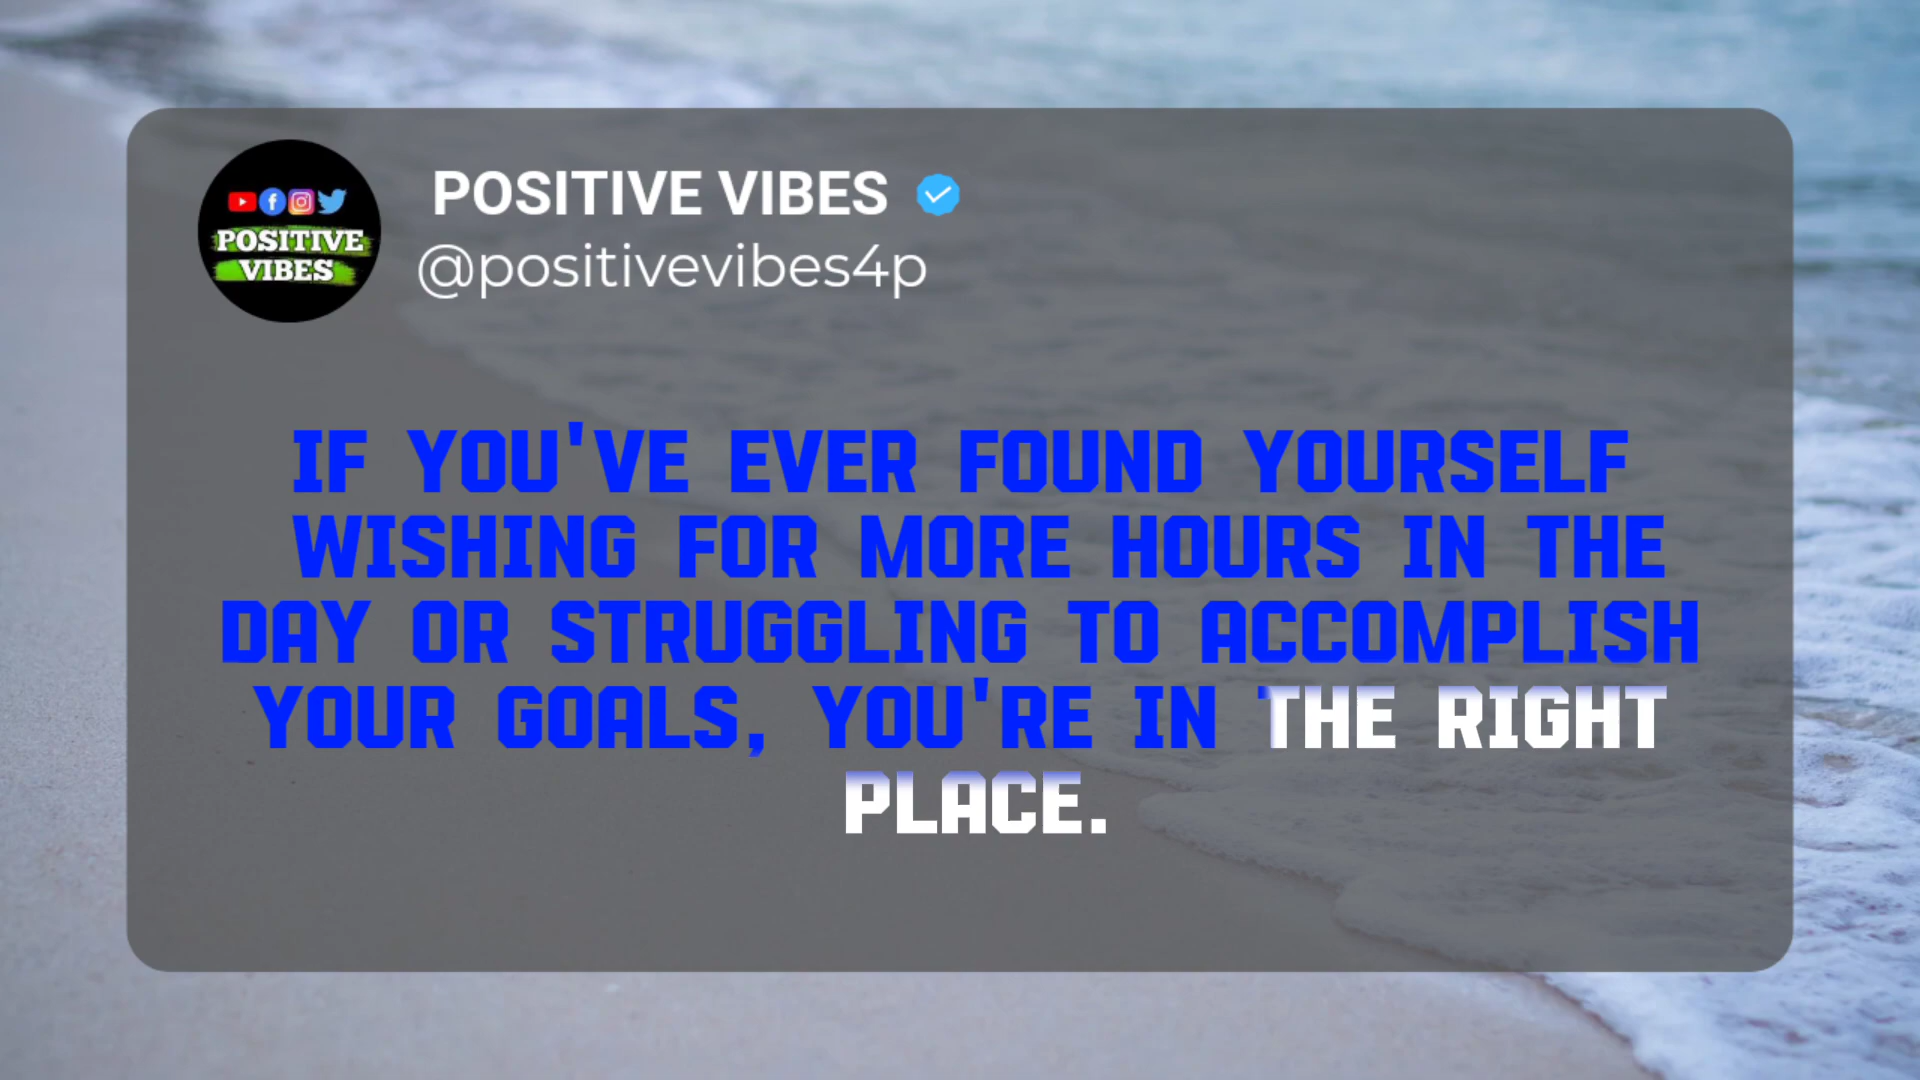 POSITIVE
VIBES
POSITIVE VIBES
@positivevibes4p
IF YOU'VE EVER FOUND YOURSELF
WISHING FOR MORE HOURS IN THE
DAY OR STRUGGLING TO ACCOMPLISH
YOUR GOALS, YOU'RE IN THE RIGHT
PLACE.